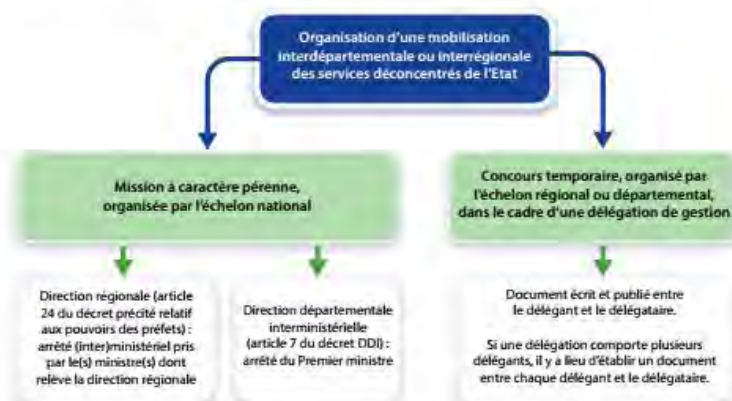 Organisation d'une mobilisation
interdépartementale ou interrégionale
des services déconcentrés de l'Etat
Mission à caractère pérenne,
organisée par l'échelon national
Concours temporaire, organisé par
l'échelon régional ou départemental,
dans le cadre d'une délégation de gestion
Direction régionale (article
24 du décret précité relatif
aux pouvoirs des préfets) :
arrêté (inter)ministériel pris
par le(s) ministre(s) dont
relève la direction régionale
Direction départementale
interministérielle
(article 7 du décret DDI) :
arrêté du Premier ministre
Document écrit et publié entre
le délégant et le délégataire.
Si une délégation comporte plusieurs
délégants, il y a lieu d'établir un document
entre chaque délégant et le délégataire.